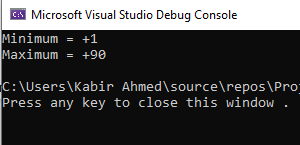 Microsoft Visual Studio Debug Console
Minimum = +1
Maximum = +90
C:\Users\Kabir Ahmed\source\repos\Pro
Press any key to close this window .